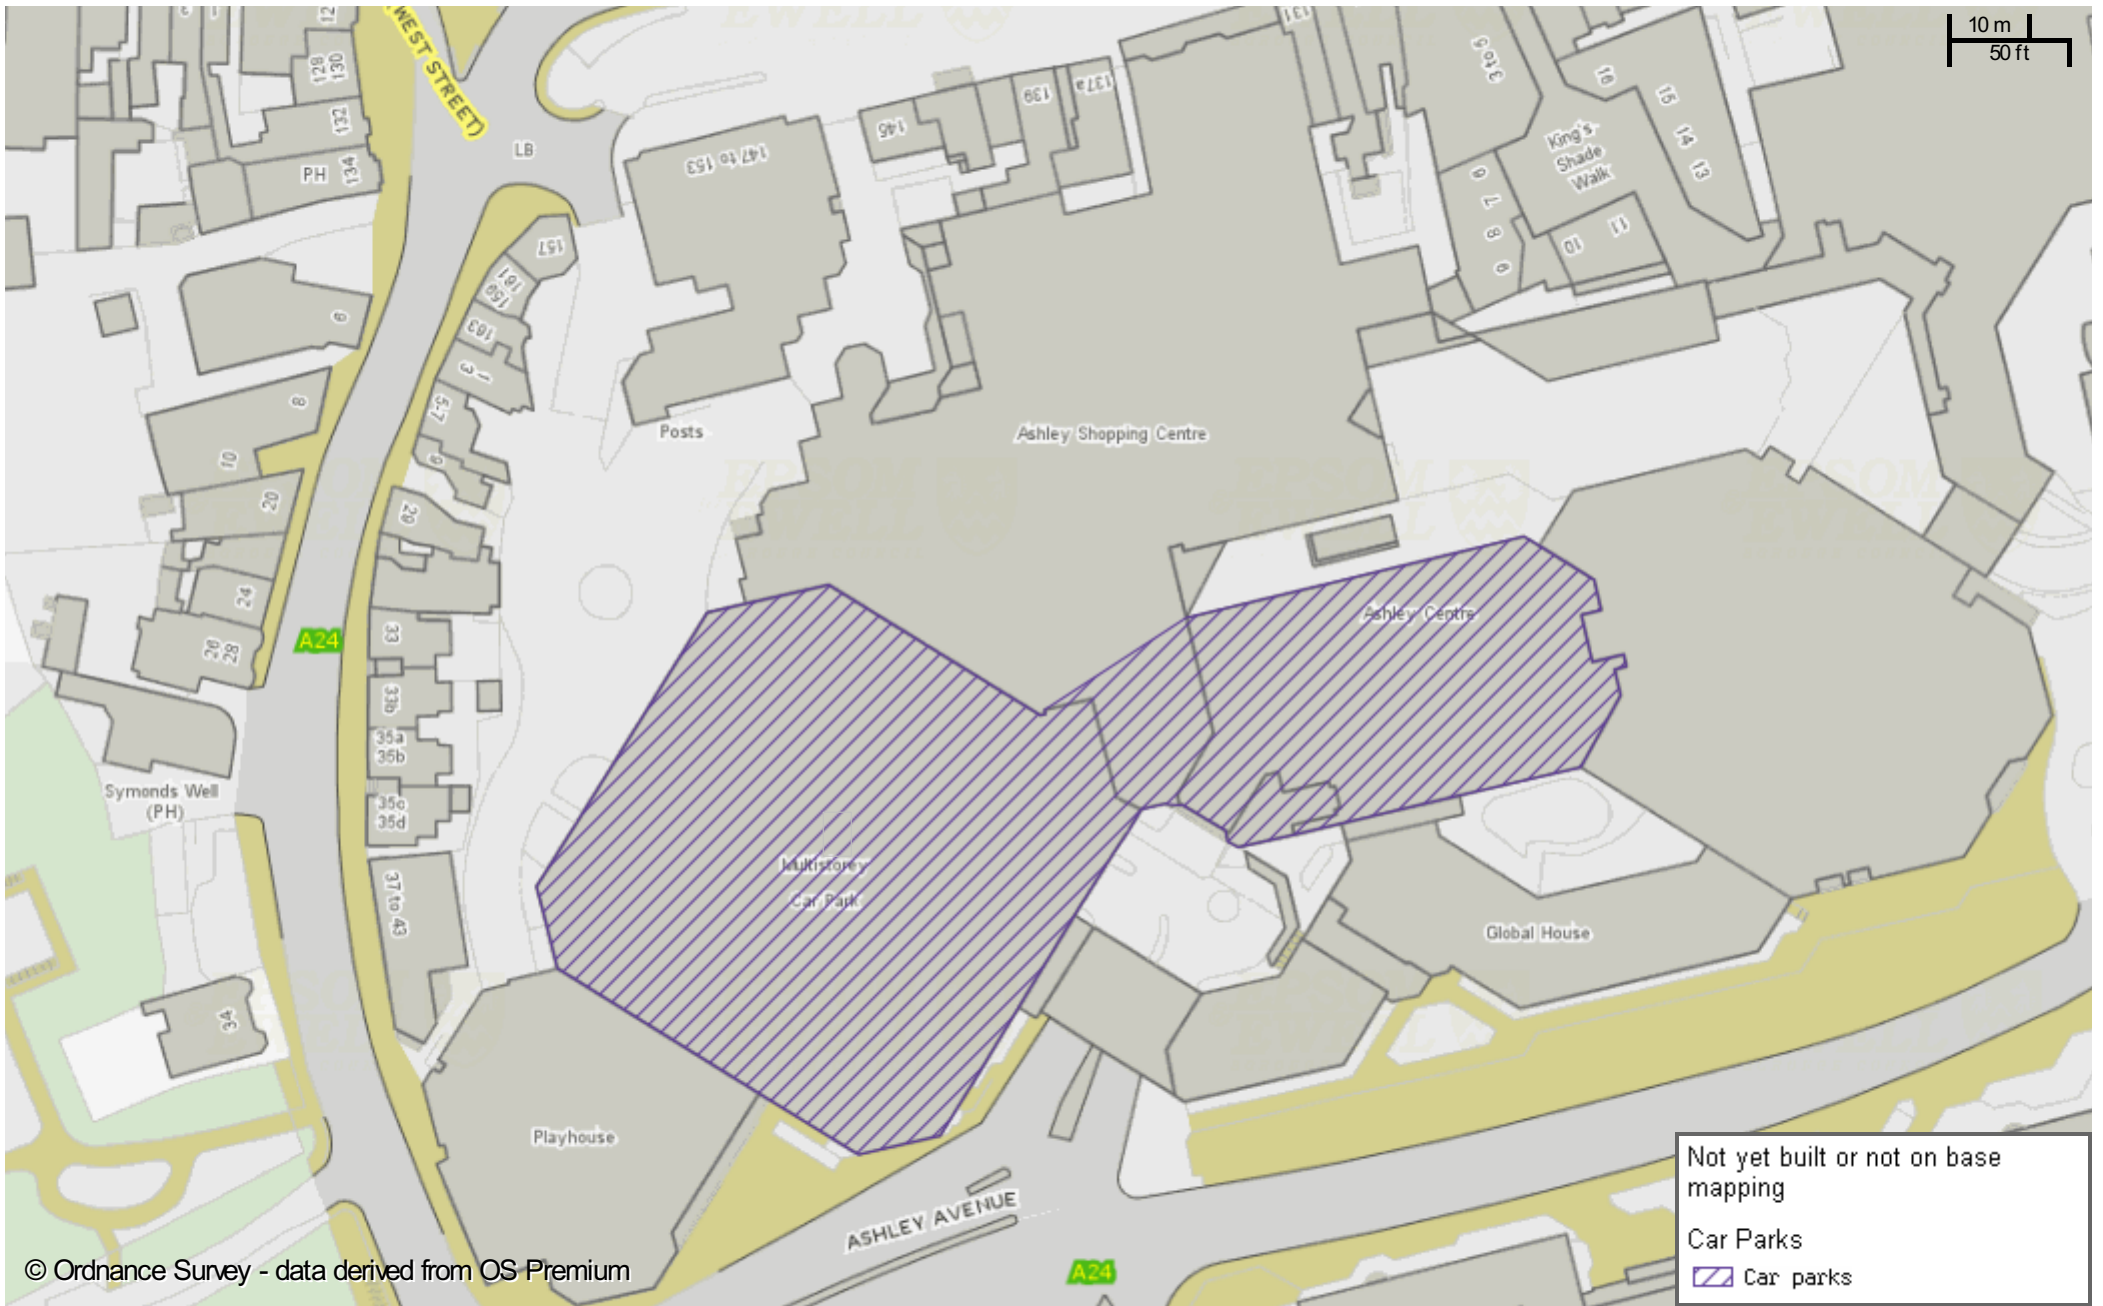 (WEST STREET)
10 m
50 ft
131
3 to 5
16
15
14
13
King's
Shade
Walk
128
130
132
PH
134
LB
147 to 153
145
139
137a
6
7
8
9
10
11
157
161
159
163
1-3
5-7
9
6
8
10
20
29
24
26
28
Posts
Ashley Shopping Centre
EPSOM
EWELL
A24
33
33b
35a
35b
35c
35d
37 to 43
Symonds Well
(PH)
34
Ashley Centre
Multistorey
Car Park
Global House
Playhouse
ASHLEY AVENUE
A24
Not yet built or not on base
mapping
Car Parks
Car parks
© Ordnance Survey - data derived from OS Premium